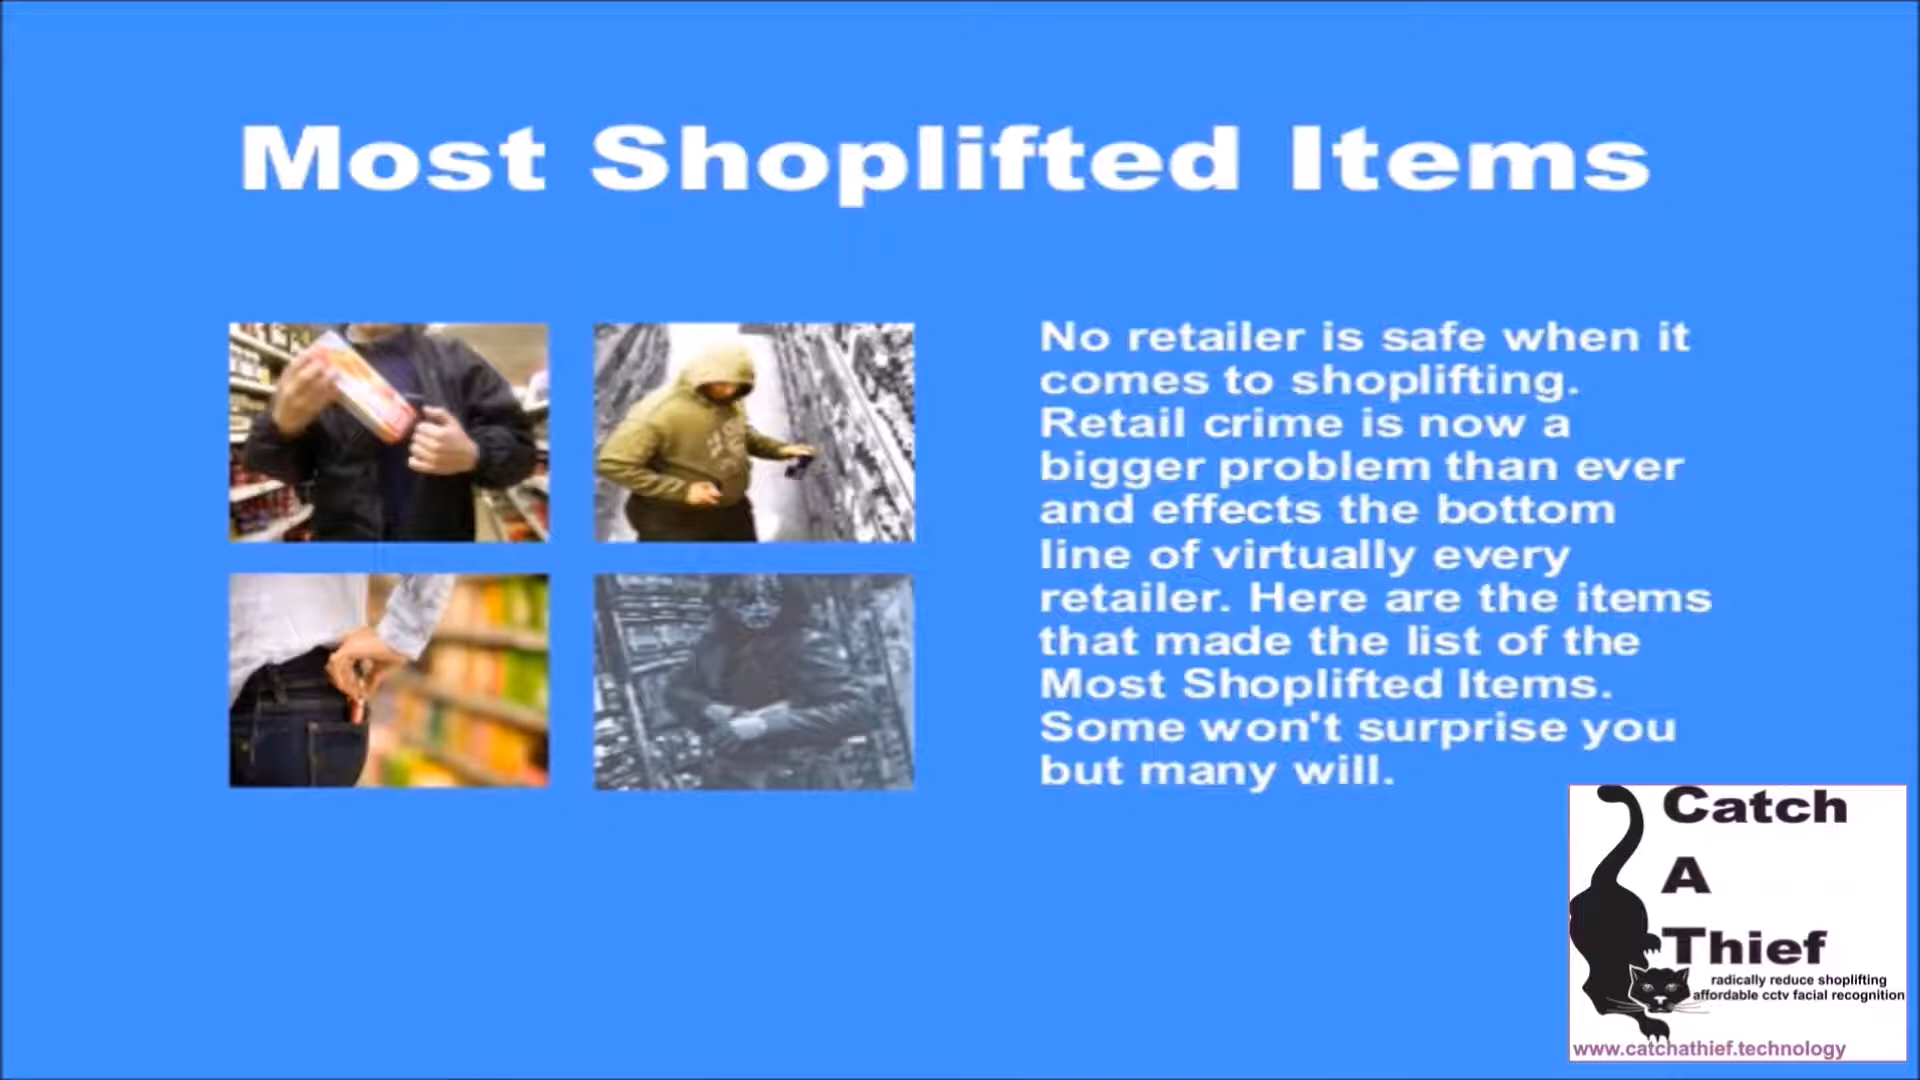 Most Shoplifted Items
No retailer is safe when it
comes to shoplifting.
Retail crime is now a
bigger problem than ever
and effects the bottom
line of virtually every
retailer. Here are the items
that made the list of the
Most Shoplifted Items.
Some won't surprise you
but many will.
Catch
A
Thief
radically reduce shoplifting
affordable cctv facial recognition
www.catchathief.technology